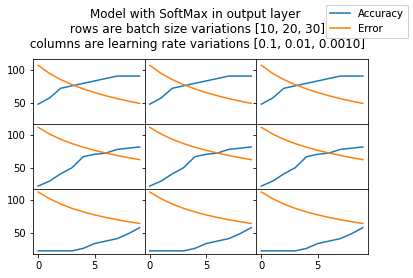 Model with SoftMax in output layer
rows are batch size variations [10, 20, 30]
columns are learning rate variations [0.1, 0.01, 0.0010]
Accuracy
Error
100
50
100
50
100
50
0
5
0
5
0
5